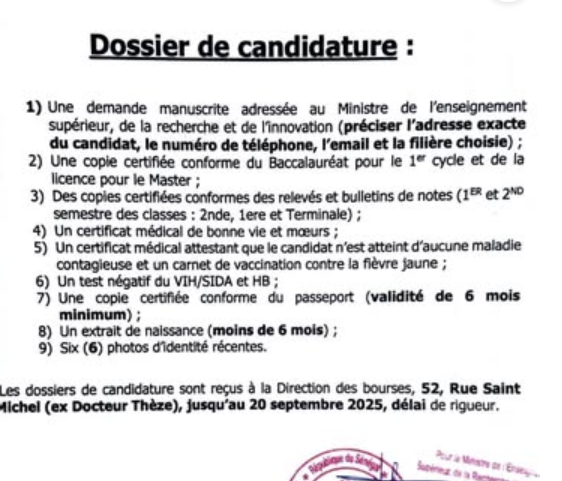 Dossier de candidature :
1) Une demande manuscrite adressée au Ministre de l'enseignement
supérieur, de la recherche et de l'innovation (préciser l'adresse exacte
du candidat, le numéro de téléphone, l'email et la filière choisie) ;
2) Une copie certifiée conforme du Baccalauréat pour le 1er cycle et de la
licence pour le Master ;
3) Des copies certifiées conformes des relevés et bulletins de notes (1ER et 2ND
semestre des classes : 2nde, 1ere et Terminale) ;
4) Un certificat médical de bonne vie et mœurs ;
5) Un certificat médical attestant que le candidat n'est atteint d'aucune maladie
contagieuse et un carnet de vaccination contre la fièvre jaune ;
6) Un test négatif du VIH/SIDA et HB ;
7) Une copie certifiée conforme du passeport (validité de 6 mois
minimum) ;
8) Un extrait de naissance (moins de 6 mois) ;
9) Six (6) photos d'identité récentes.
Les dossiers de candidature sont reçus à la Direction des bourses, 52, Rue Saint
Michel (ex Docteur Thèze), jusqu'au 20 septembre 2025, délai de rigueur.
République du Sénégal
Pour le Ministre de l'
Supérieur, de la